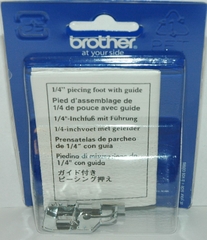 brother
at your side
1/4" piecing foot with guide
Pied d'assemblage de
1/4 de pouce avec guide
1/4"-Inchfuß mit Führung
1/4-inchvoet met geleider
Prensatelas de parcheo
de 1/4" con guía
Piedina di
1/4" con guida
ガイド付き
ピーシング押え